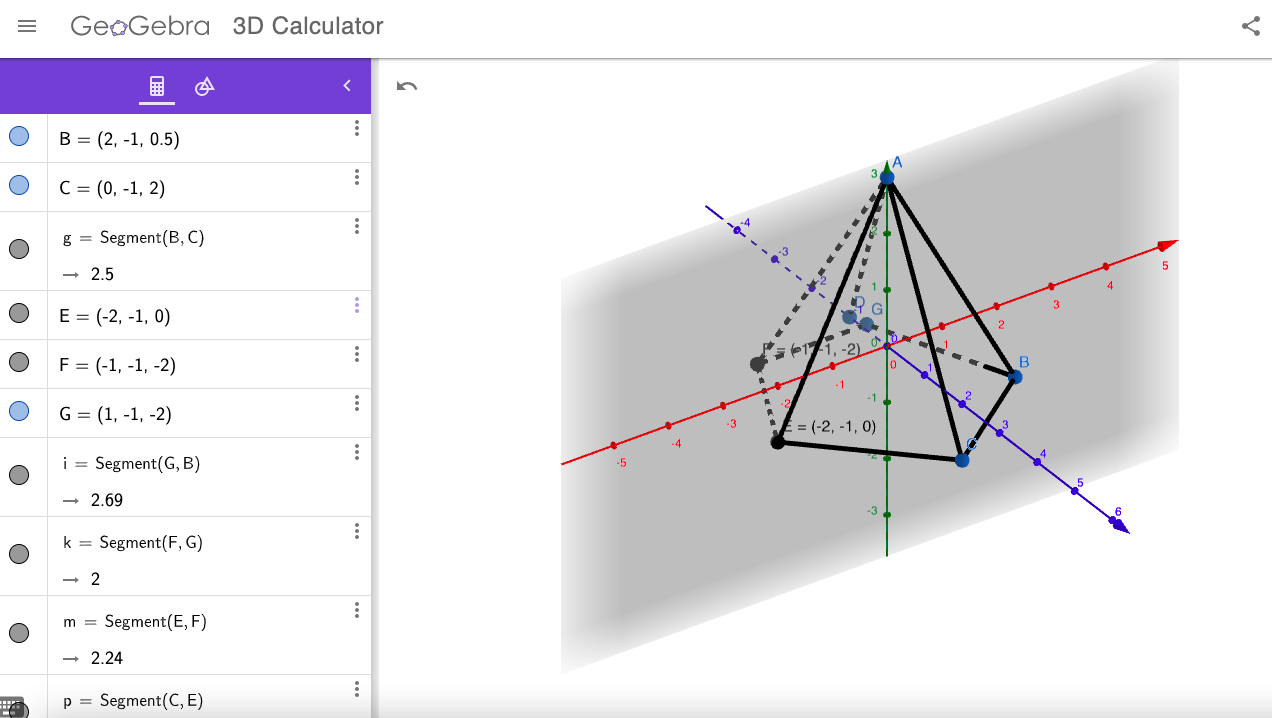 GeoGebra 3D Calculator
B = (2, -1, 0.5)
C = (0, -1, 2)
g = Segment(B, C)
→ 2.5
E = (-2, -1, 0)
F = (-1, -1, -2)
G = (1, -1, -2)
i = Segment(G, B)
→ 2.69
k = Segment(F, G)
→ 2
m = Segment(E, F)
→ 2.24
p = Segment(C, E)
A
3
-4
2
-3
5
-2
4
1
3
D
-1
G
2
0
0
1
F = (-1, -1, -2)
B
0
-1
1
-2
-1
2
-3
E = (-2, -1, 0)
3
-4
C
-2
4
-5
5
-3
6